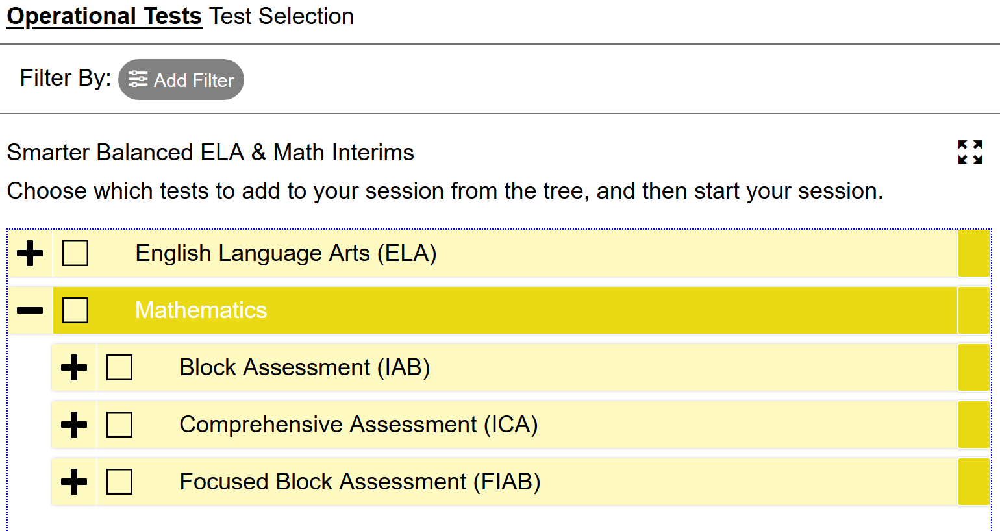 Operational Tests Test Selection
Filter By: Add Filter
Smarter Balanced ELA & Math Interims
Choose which tests to add to your session from the tree, and then start your session.
English Language Arts (ELA)
Mathematics
Block Assessment (IAB)
Comprehensive Assessment (ICA)
Focused Block Assessment (FIAB)